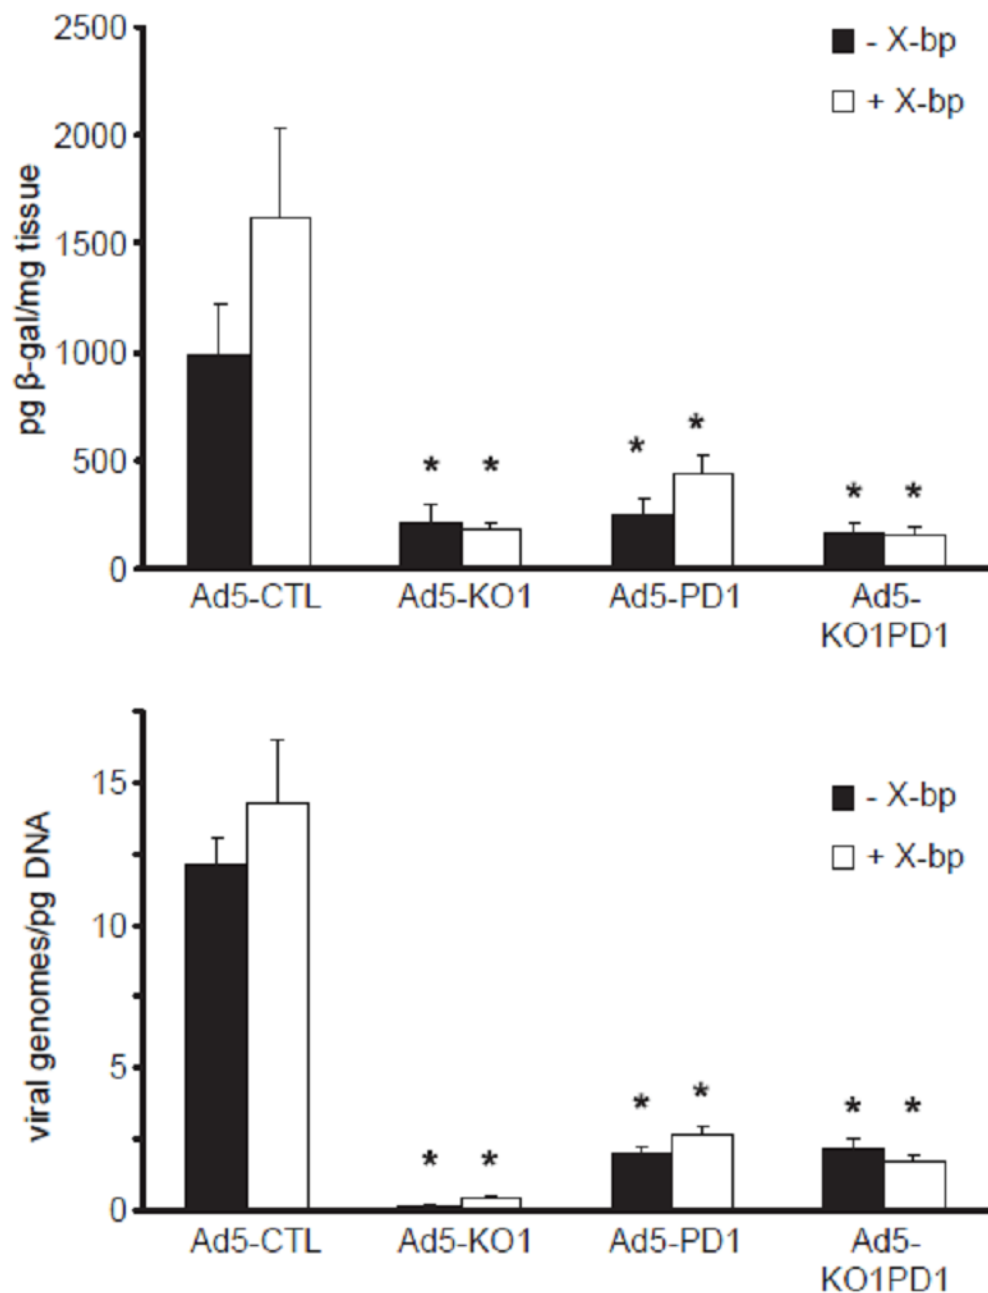 2500
- X-bp
+ X-bp
2000
1500
1000
500
0
pg β-gal/mg tissue
*
*
*
*
*
*
Ad5-CTL
Ad5-KO1
Ad5-PD1
Ad5-
KO1PD1
15
- X-bp
+ X-bp
10
5
0
viral genomes/pg DNA
*
*
*
*
*
*
Ad5-CTL
Ad5-KO1
Ad5-PD1
Ad5-
KO1PD1